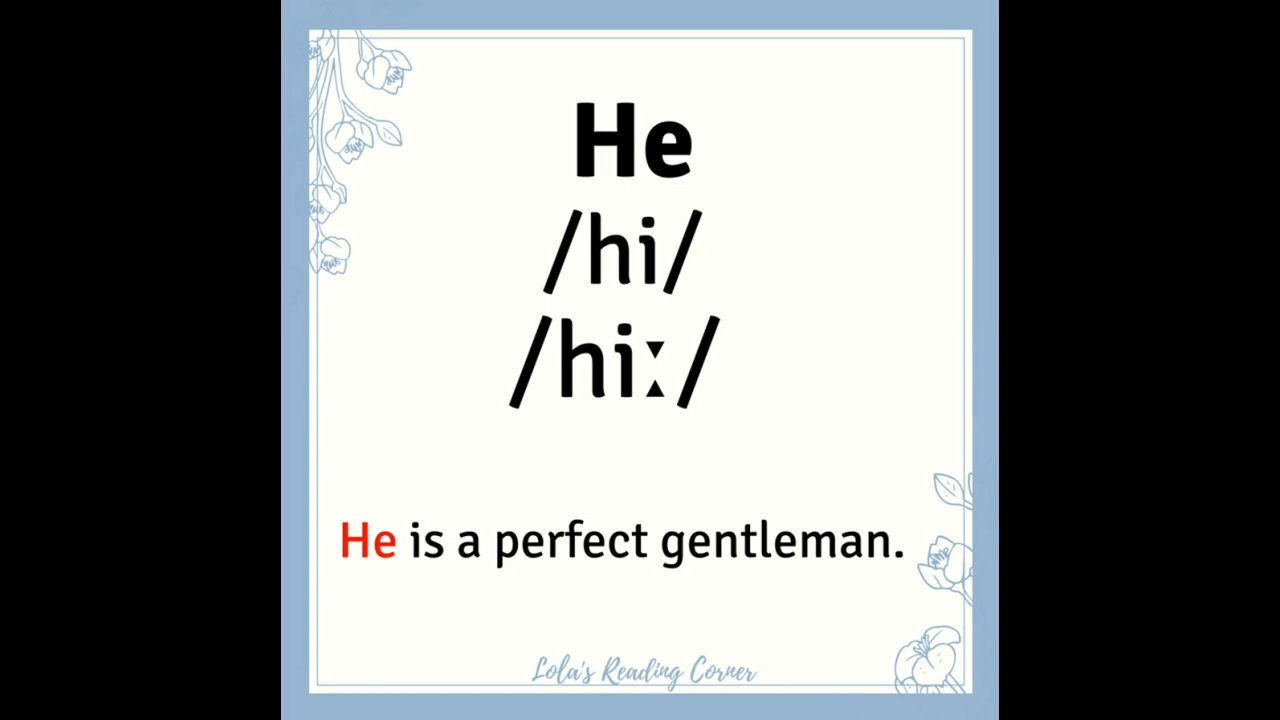 He
/hi/
/hiː/
He is a perfect gentleman.
Lola's Reading Corner